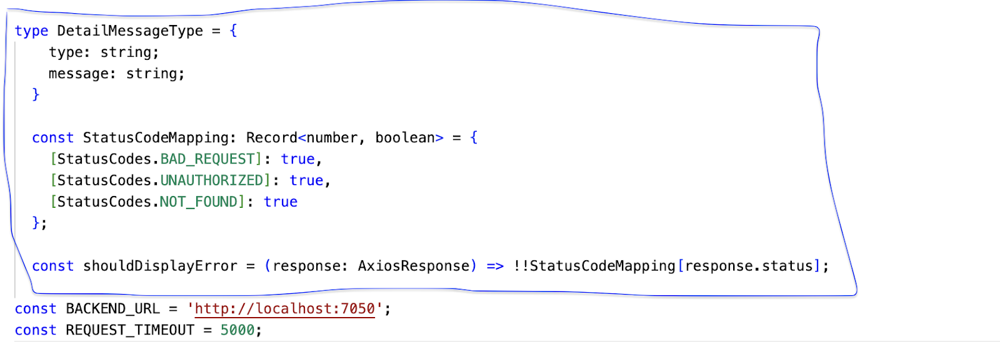 type DetailMessageType = {
type: string;
message: string;
}
const StatusCodeMapping: Record<number, boolean> = {
[StatusCodes.BAD_REQUEST]: true,
[StatusCodes.UNAUTHORIZED]: true,
[StatusCodes.NOT_FOUND]: true
};
const shouldDisplayError = (response: AxiosResponse) => !!StatusCodeMapping[response.status];
const BACKEND_URL = 'http://localhost:7050';
const REQUEST_TIMEOUT = 5000;